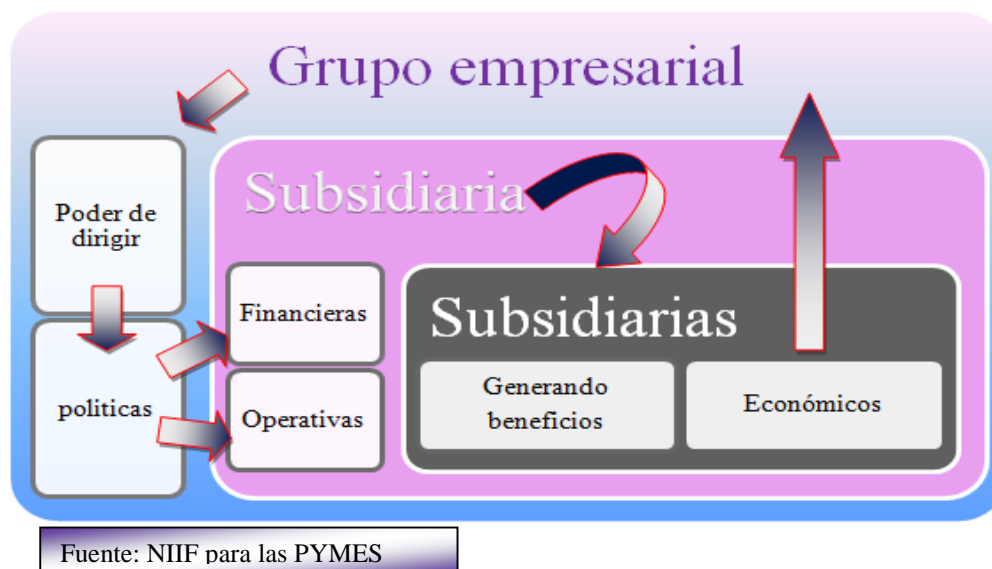 Grupo empresarial
Poder de
dirigir
politicas
Subsidiaria
Financieras
Operativas
Subsidiarias
Generando
beneficios
Económicos
Fuente: NIIF para las PYMES